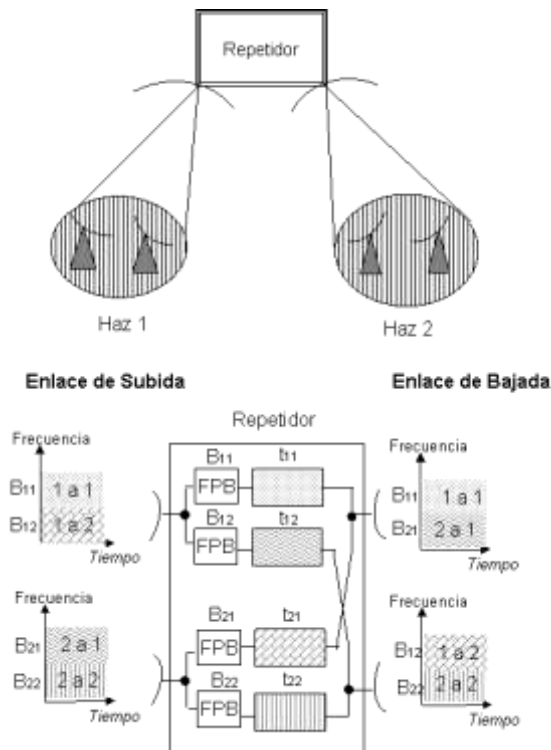 Repetidor
Haz 1
Haz 2
Enlace de Subida
Enlace de Bajada
Repetidor
Frecuencia
B11
1 a 1
B12
1 a 2
Tiempo
Frecuencia
B21
2 a 1
B22
2 a 2
Tiempo
B11
t11
FPB
B12
t12
FPB
B21
t21
FPB
B22
t22
FPB
Frecuencia
B11
1 a 1
B21
2 a 1
Tiempo
Frecuencia
B12
1 a 2
B22
2 a 2
Tiempo